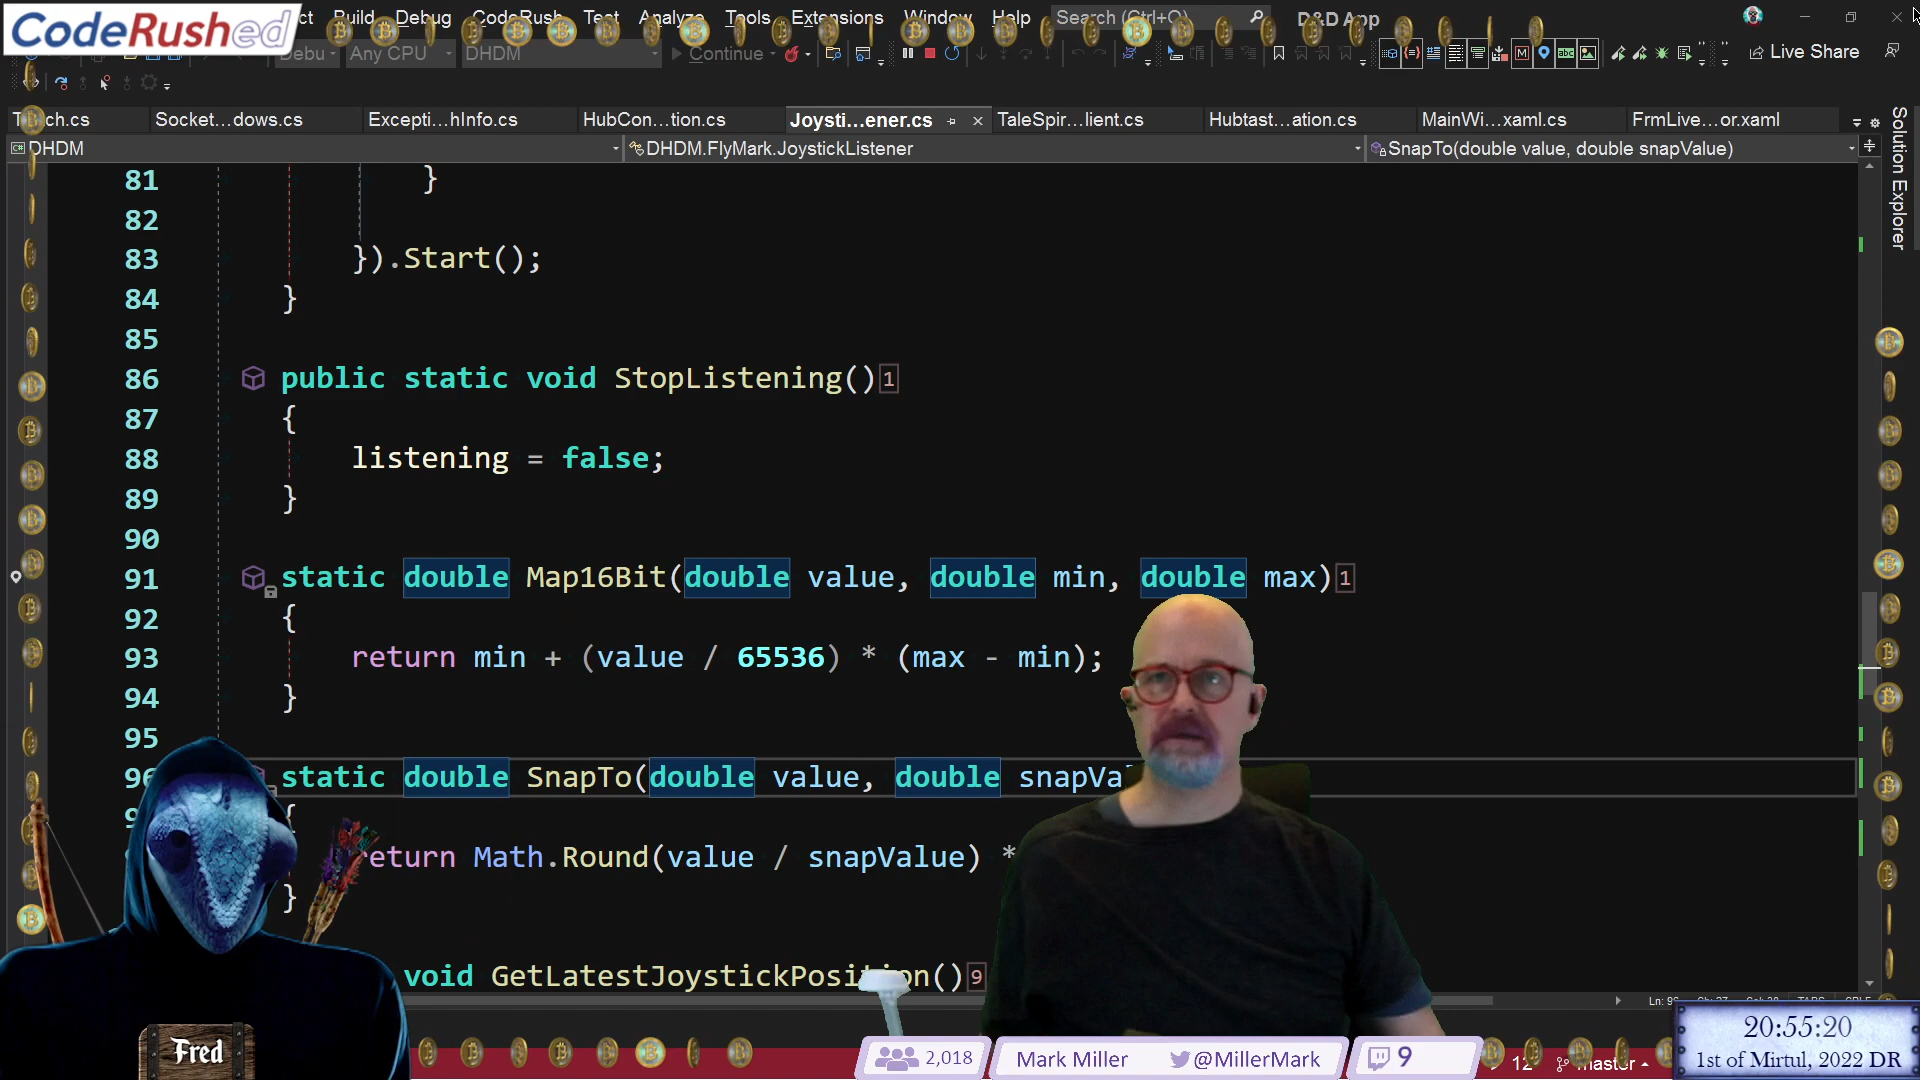 CodeRushed
Build Debug CodeRush Test Analyze Tools Extensions Window Help Search (Ctrl+Q) D&D App
Any CPU DHDM Continue Live Share
Socket...dows.cs Excepti...hInfo.cs HubCon...tion.cs Joysti...ener.cs TaleSpir...lient.cs Hubtast...ation.cs MainWi...xaml.cs FrmLive...or.xaml
DHDM DHDM.FlyMark.JoystickListener SnapTo(double value, double snapValue)
Solution Explorer
81 }
82
83 }).Start();
84 }
85
86 public static void StopListening() 1
87 {
88 listening = false;
89 }
90
91 static double Map16Bit(double value, double min, double max) 1
92 {
93 return min + (value / 65536) * (max - min);
94 }
95
96 static double SnapTo(double value, double snapVa
{
return Math.Round(value / snapValue) *
}
void GetLatestJoystickPosition() 9
Fred
2,018
Mark Miller @MillerMark
9
master
20:55:20
1st of Mirtul, 2022 DR